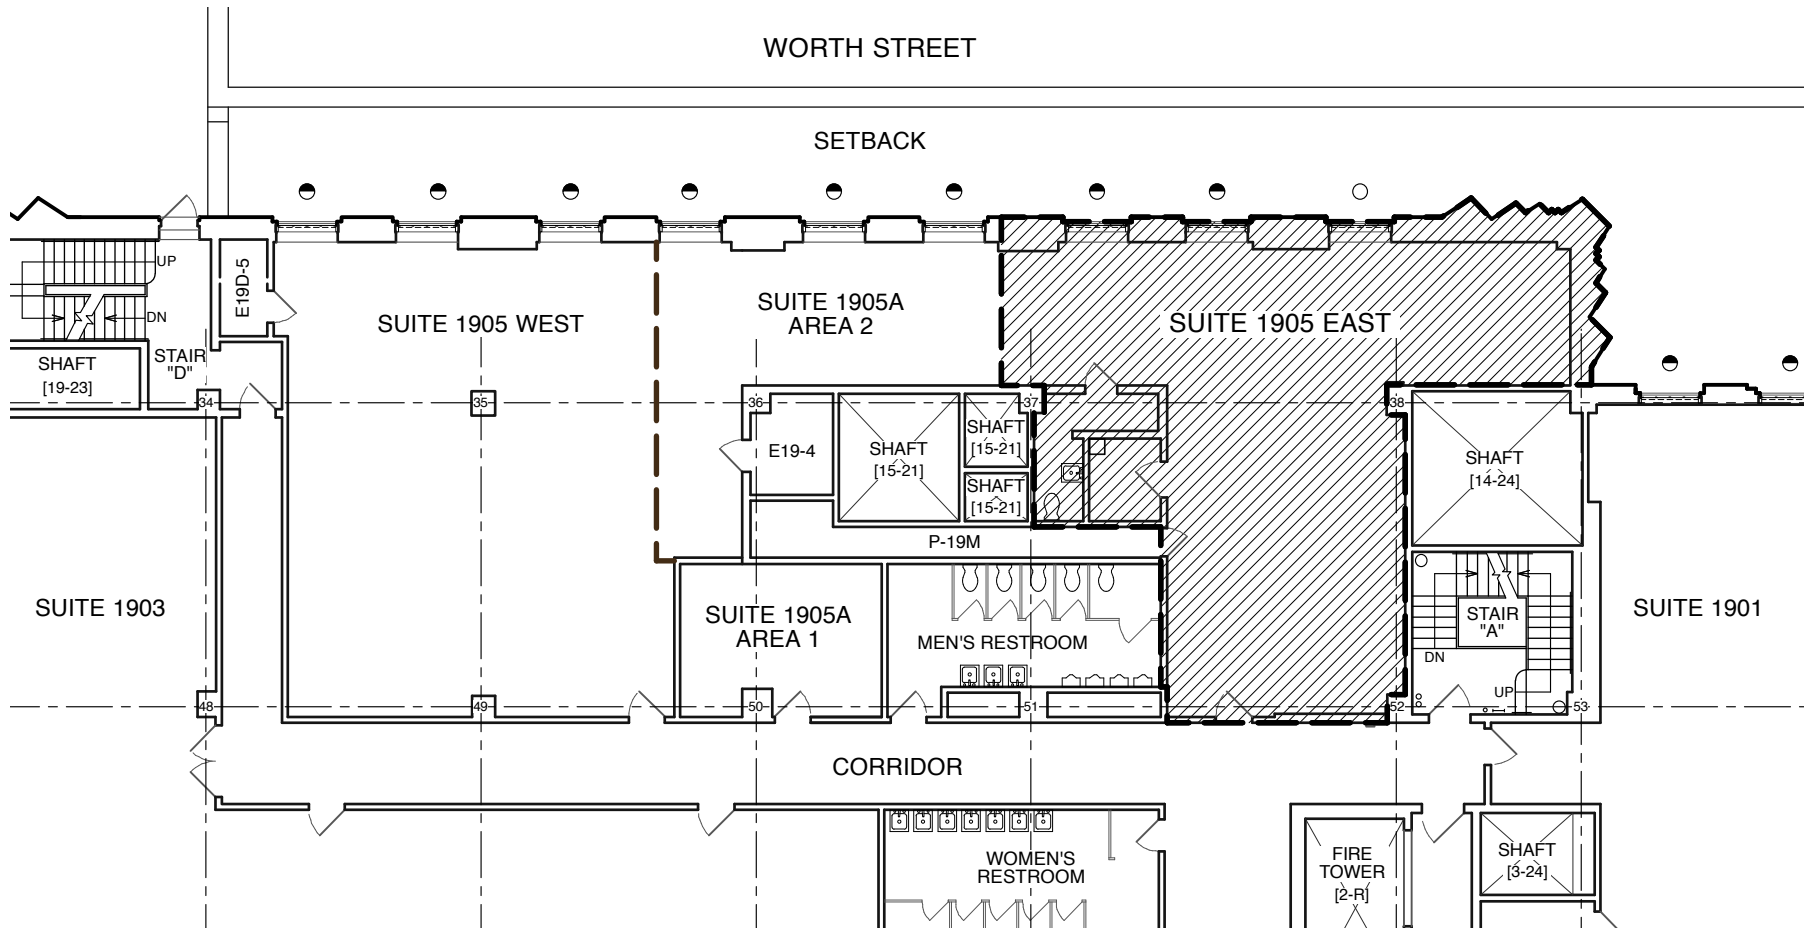 WORTH STREET
SETBACK
UP
E19D-5
DN
SUITE 1905 WEST
SUITE 1905A
AREA 2
SUITE 1905 EAST
SHAFT
[19-23]
STAIR
"D"
34
35
36
37
38
E19-4
SHAFT
[15-21]
SHAFT
[15-21]
SHAFT
[15-21]
SHAFT
[14-24]
P-19M
SUITE 1903
SUITE 1905A
AREA 1
MEN'S RESTROOM
STAIR
"A"
DN
UP
SUITE 1901
48
49
50
51
52
53
CORRIDOR
WOMEN'S
RESTROOM
FIRE
TOWER
[2-R]
SHAFT
[3-24]